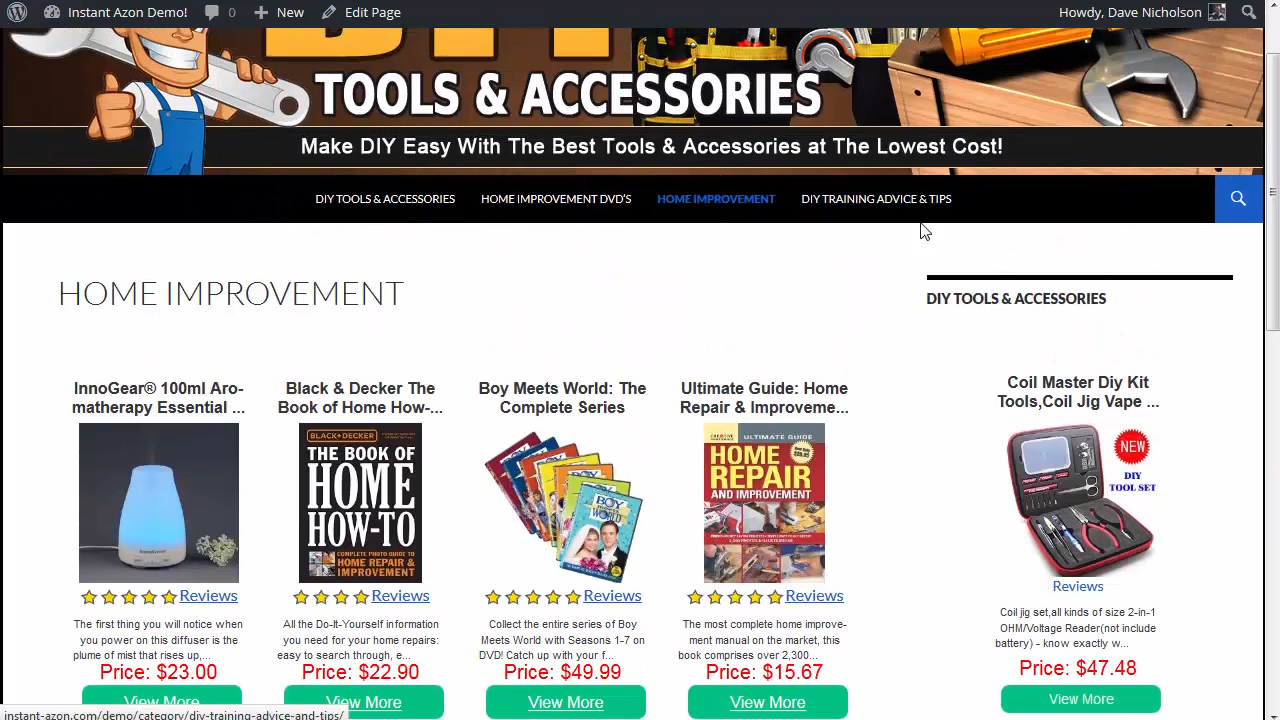 Instant Azon Demo! 0 New Edit Page Howdy, Dave Nicholson
TOOLS & ACCESSORIES
Make DIY Easy With The Best Tools & Accessories at The Lowest Cost!
DIY TOOLS & ACCESSORIES HOME IMPROVEMENT DVD'S HOME IMPROVEMENT DIY TRAINING ADVICE & TIPS
HOME IMPROVEMENT
DIY TOOLS & ACCESSORIES
InnoGear® 100ml Aro-
matherapy Essential ...
Black & Decker The
Book of Home How-...
Boy Meets World: The
Complete Series
Ultimate Guide: Home
Repair & Improveme...
Coil Master Diy Kit
Tools,Coil Jig Vape ...
BLACK+DECKER
THE BOOK OF
HOME
HOW-TO
COMPLETE PHOTO GUIDE TO
HOME REPAIR &
IMPROVEMENT
BOY
WORLD
ULTIMATE GUIDE
HOME
REPAIR
AND IMPROVEMENT
NEW
DIY
TOOL SET
Reviews
Reviews
Reviews
Reviews
Reviews
The first thing you will notice when
you power on this diffuser is the
plume of mist that rises up,...
Price: $23.00
View More
All the Do-It-Yourself information
you need for your home repairs:
easy to search through, c...
Price: $22.90
View More
Collect the entire series of Boy
Meets World with Seasons 1-7 on
DVD! Catch up with your f...
Price: $49.99
View More
The most complete home improve-
ment manual on the market, this
book comprises over 2,300...
Price: $15.67
View More
Coil jig set,all kinds of size 2-in-1
OHM/Voltage Reader(not include
battery) - know exactly w...
Price: $47.48
View More
instant-azon.com/demo/category/diy-training-advice-and-tips/